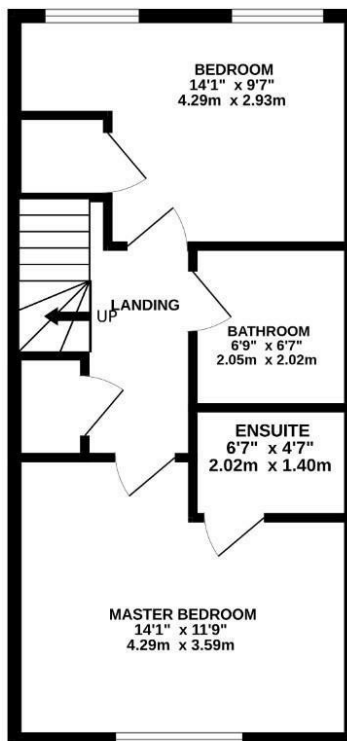 BEDROOM
14'1" x 9'7"
4.29m x 2.93m
LANDING
UP
BATHROOM
6'9" x 6'7"
2.05m x 2.02m
ENSUITE
6'7" x 4'7"
2.02m x 1.40m
MASTER BEDROOM
14'1" x 11'9"
4.29m x 3.59m